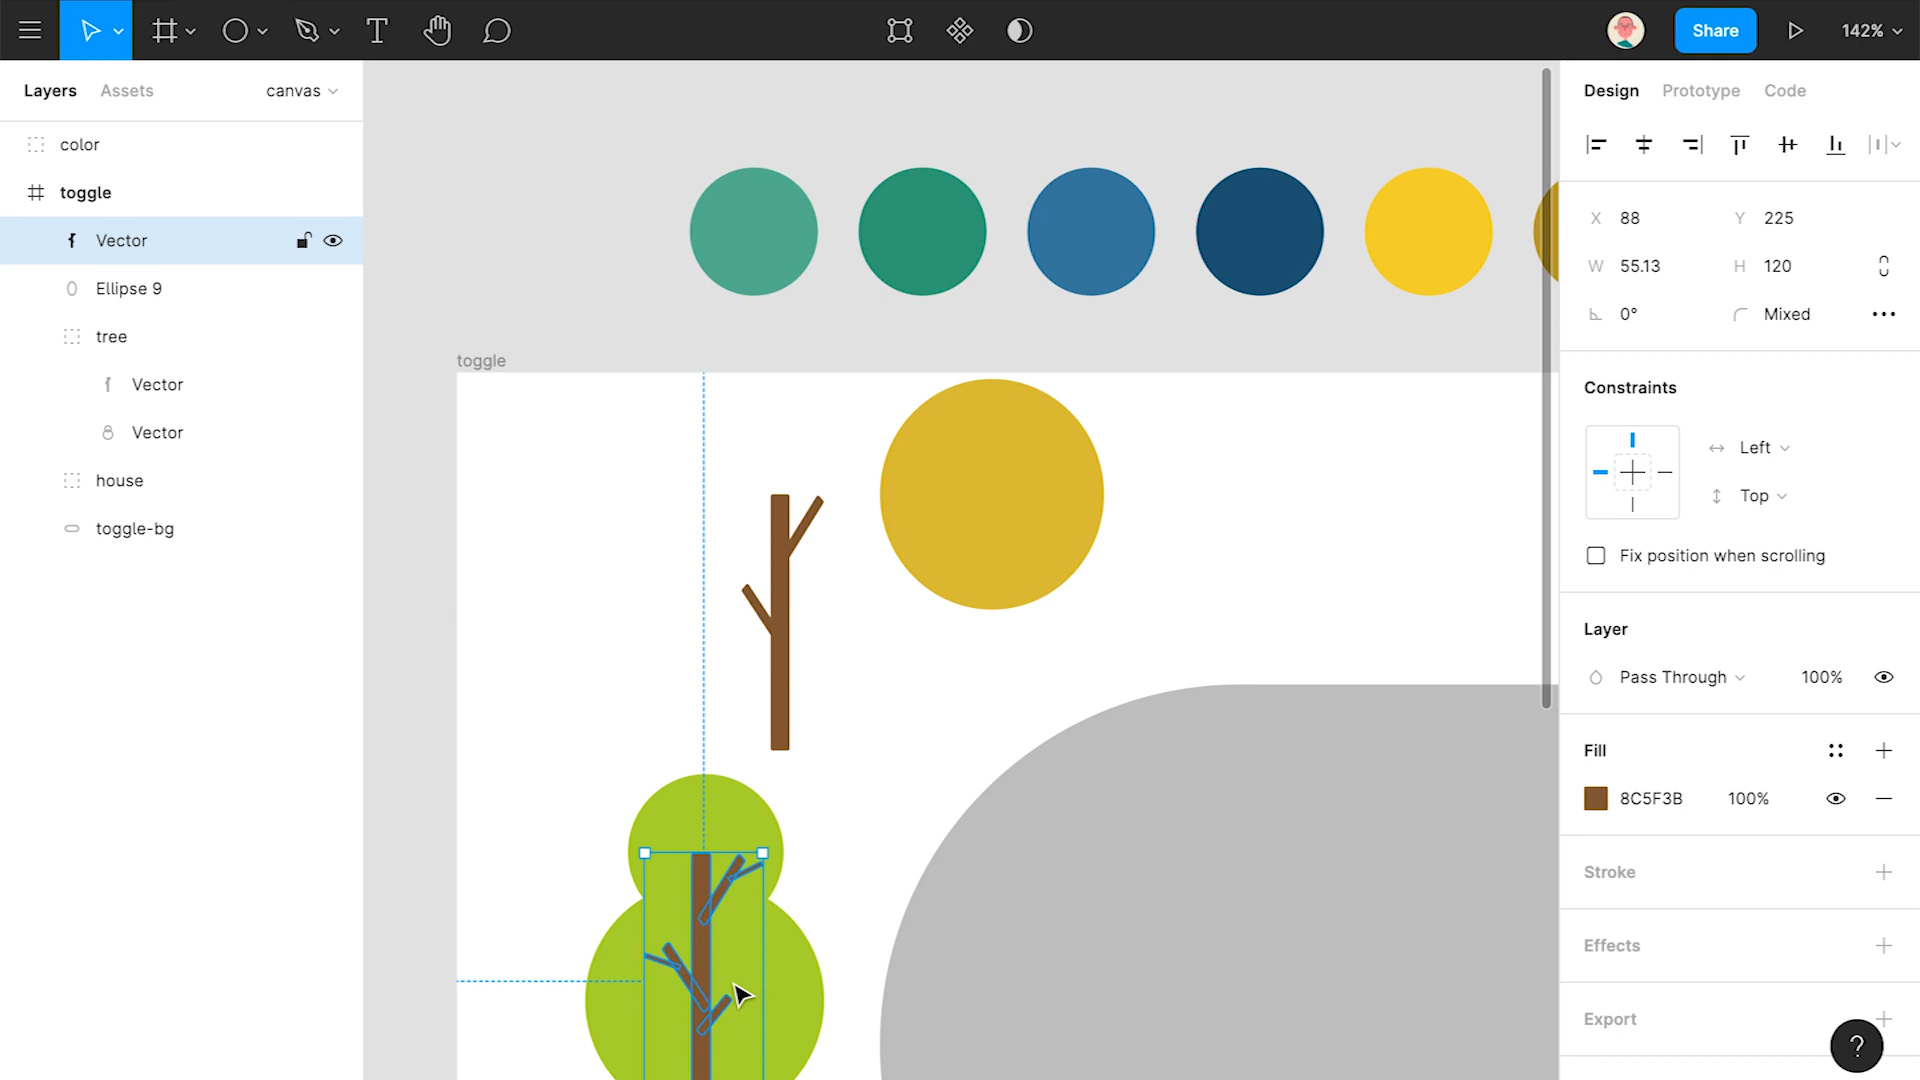 Share
142%
Layers
Assets
canvas
color
toggle
Vector
Ellipse 9
tree
Vector
Vector
house
toggle-bg
toggle
Design
Prototype
Code
X 88
Y 225
W 55.13
H 120
0°
Mixed
Constraints
Left
Top
Fix position when scrolling
Layer
Pass Through
100%
Fill
8C5F3B
100%
Stroke
Effects
Export
?